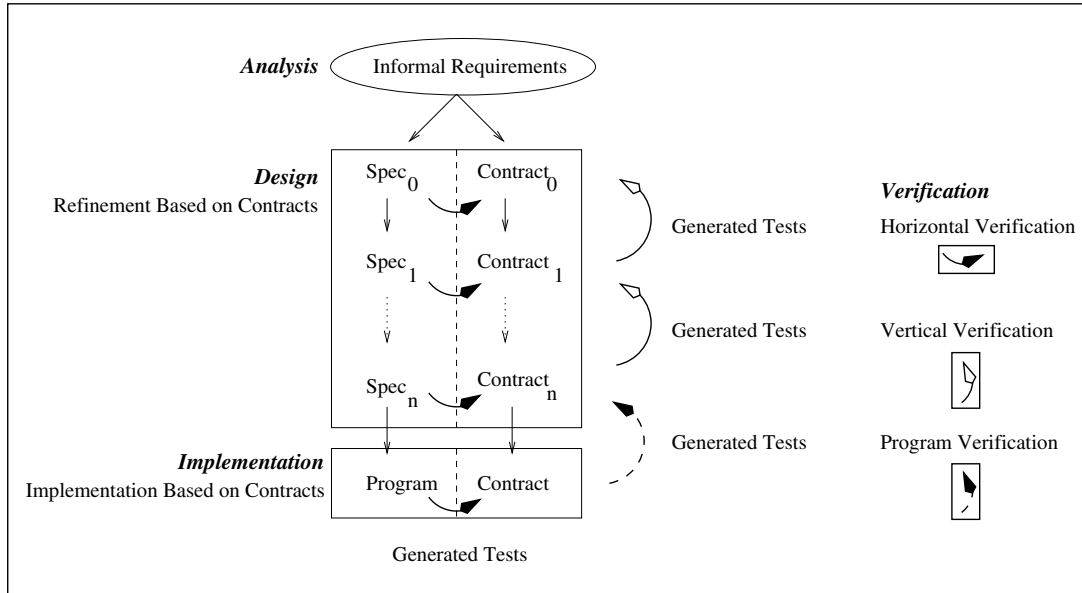 Analysis
Informal Requirements
Design
Refinement Based on Contracts
Spec0 Contract0
Spec1 Contract1
Specn Contractn
Generated Tests
Generated Tests
Generated Tests
Verification
Horizontal Verification
Vertical Verification
Program Verification
Implementation
Implementation Based on Contracts
Program Contract
Generated Tests